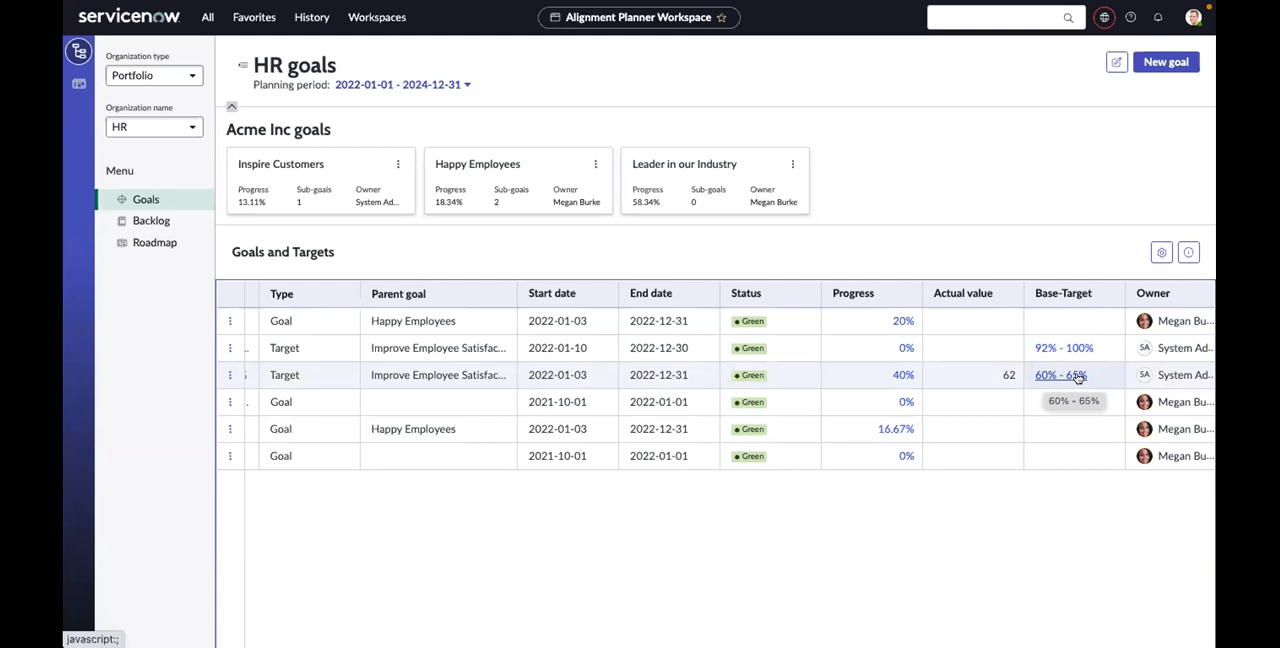 servicenow All Favorites History Workspaces Alignment Planner Workspace
Organization type
Portfolio
Organization name
HR
Menu
Goals
Backlog
Roadmap
HR goals
Planning period: 2022-01-01 - 2024-12-31
New goal
Acme Inc goals
Inspire Customers
Progress Sub-goals Owner
13.11% 1 System Ad...
Happy Employees
Progress Sub-goals Owner
18.34% 2 Megan Burke
Leader in our Industry
Progress Sub-goals Owner
58.34% 0 Megan Burke
Goals and Targets
Type Parent goal Start date End date Status Progress Actual value Base-Target Owner
Goal Happy Employees 2022-01-03 2022-12-31 Green 20% Megan Bu...
Target Improve Employee Satisfac... 2022-01-10 2022-12-30 Green 0% 92% - 100% SA System Ad...
Target Improve Employee Satisfac... 2022-01-03 2022-12-31 Green 40% 62 60% - 65% SA System Ad...
60% - 65%
Goal 2021-10-01 2022-01-01 Green 0% Megan Bu...
Goal Happy Employees 2022-01-03 2022-12-31 Green 16.67% Megan Bu...
Goal 2021-10-01 2022-01-01 Green 0% Megan Bu...
javascript:;